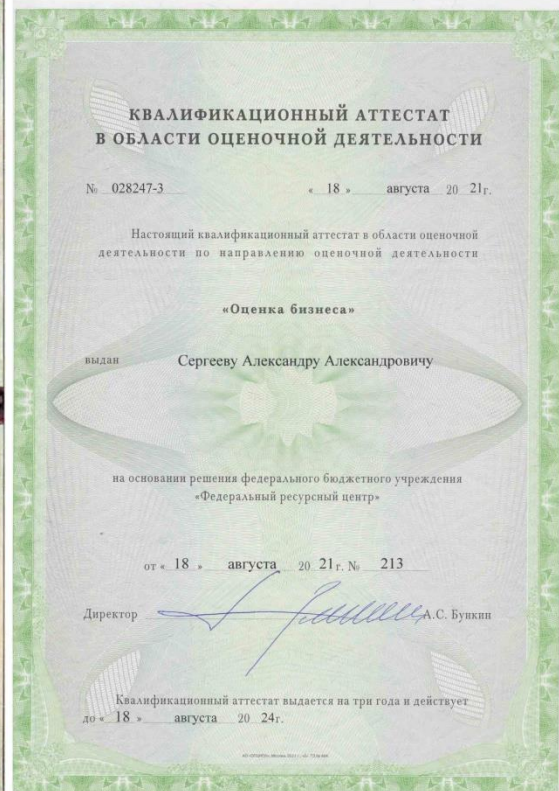 КВАЛИФИКАЦИОННЫЙ АТТЕСТАТ
В ОБЛАСТИ ОЦЕНОЧНОЙ ДЕЯТЕЛЬНОСТИ
№ 028247-3 « 18 » августа 20 21г.
Настоящий квалификационный аттестат в области оценочной
деятельности по направлению оценочной деятельности
«Оценка бизнеса»
выдан Сергееву Александру Александровичу
на основании решения федерального бюджетного учреждения
«Федеральный ресурсный центр»
от « 18 » августа 20 21 г. № 213
Директор А.С. Бункин
Квалификационный аттестат выдается на три года и действует
до « 18 » августа 20 24г.